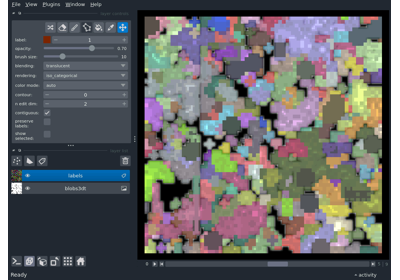 File View Plugins Window Help
label: 1
opacity: 0.70
brush size: 10
blending: translucent
rendering: iso_categorical
color mode: auto
contour: 0
n edit dim: 2
contiguous:
preserve
labels:
show
selected:
labels
blobs3dt
Ready
activity